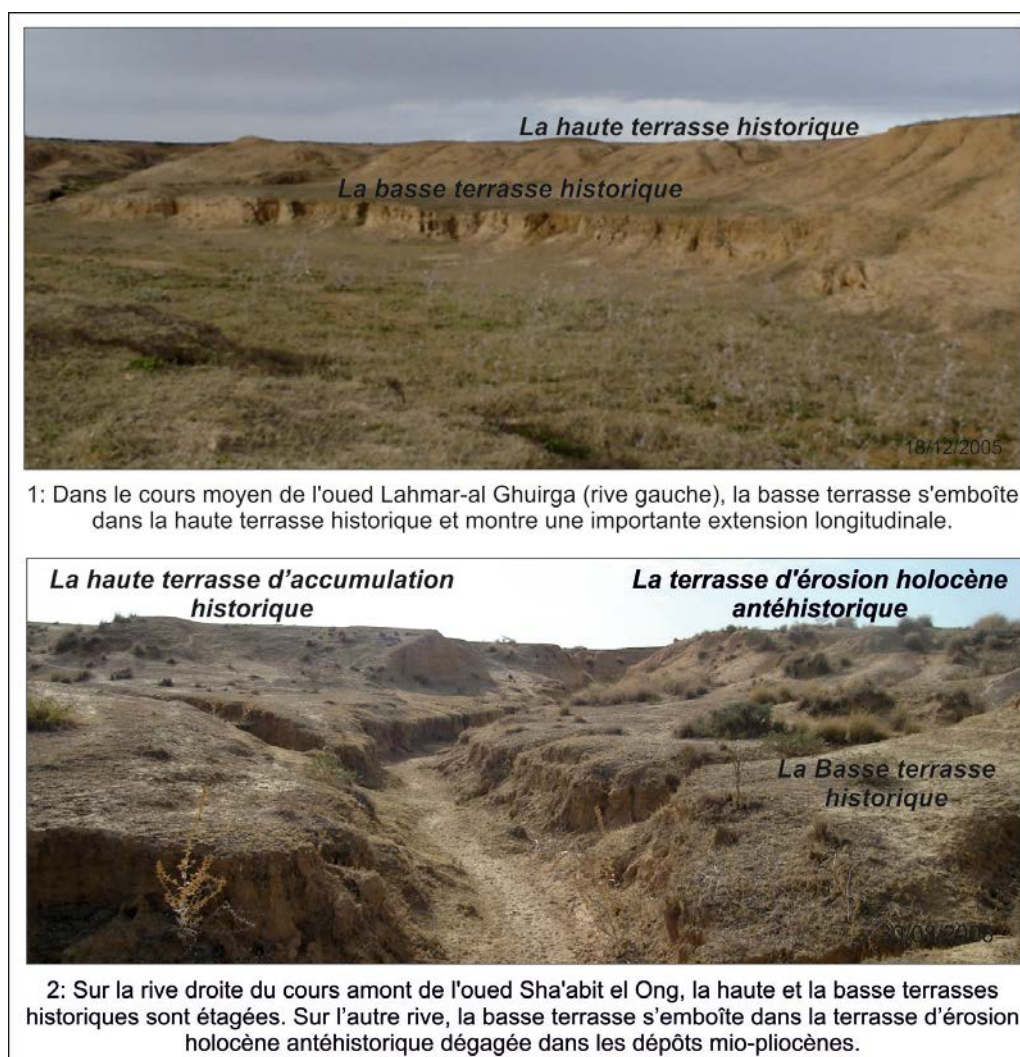 La haute terrasse historique
La basse terrasse historique
18/12/2005
1: Dans le cours moyen de l'oued Lahmar-al Ghuirga (rive gauche), la basse terrasse s'emboîte
dans la haute terrasse historique et montre une importante extension longitudinale.
La haute terrasse d’accumulation
historique
La terrasse d'érosion holocène
antéhistorique
La Basse terrasse
historique
2: Sur la rive droite du cours amont de l'oued Sha'abit el Ong, la haute et la basse terrasses
historiques sont étagées. Sur l’autre rive, la basse terrasse s’emboîte dans la terrasse d’érosion
holocène antéhistorique dégagée dans les dépôts mio-pliocènes.